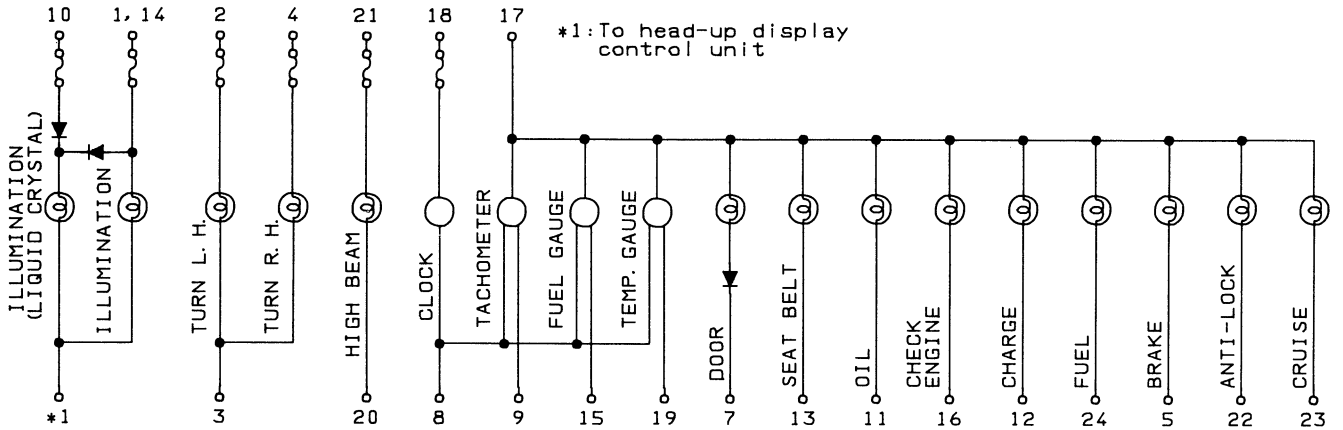 10 1, 14 2 4 21 18 17
*1:To head-up display
control unit
ILLUMINATION
(LIQUID CRYSTAL)
ILLUMINATION
TURN L. H.
TURN R. H.
HIGH BEAM
CLOCK
TACHOMETER
FUEL GAUGE
TEMP. GAUGE
DOOR
SEAT BELT
OIL
CHECK
ENGINE
CHARGE
FUEL
BRAKE
ANTI-LOCK
CRUISE
*1 3 20 8 9 15 19 7 13 11 16 12 24 5 22 23